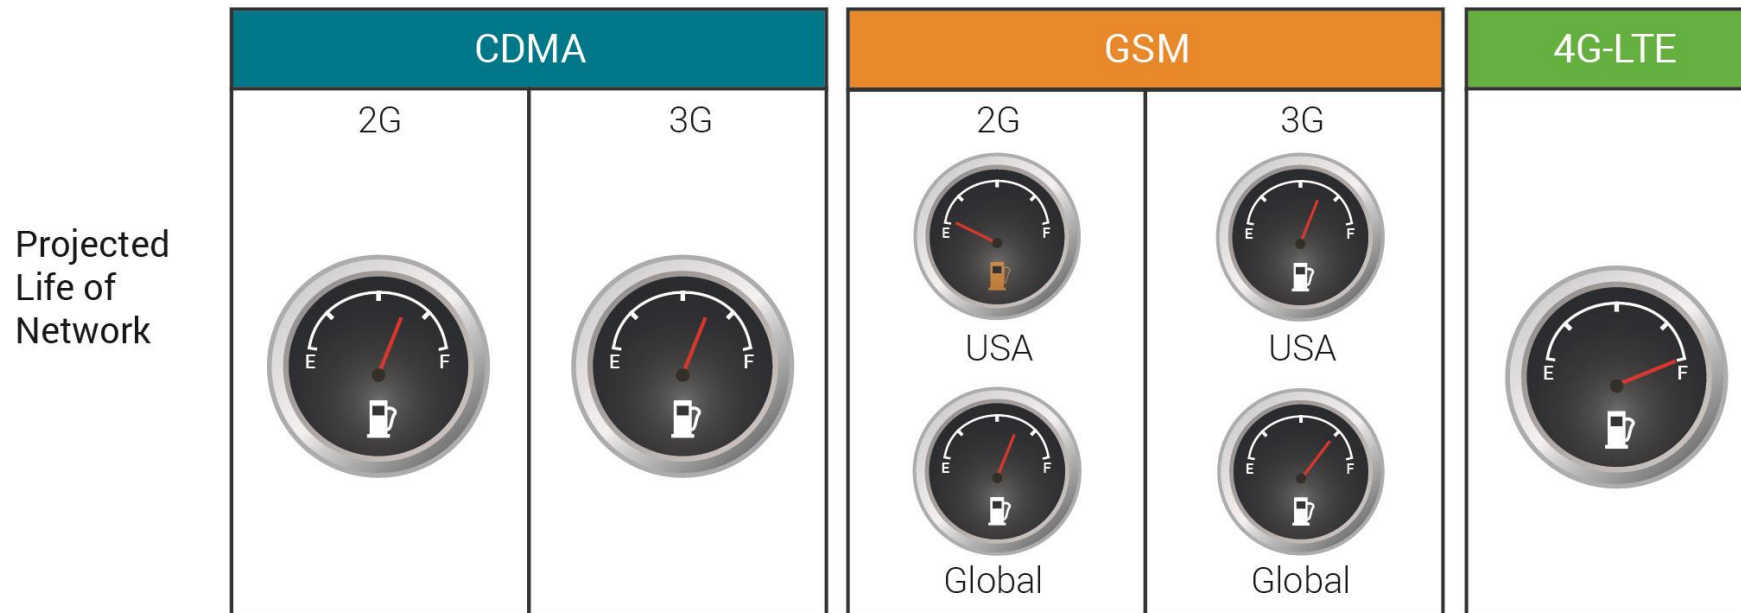 CDMA
GSM
4G-LTE
2G
3G
2G
3G
Projected
Life of
Network
E F
E F
E F
E F
E F
USA
USA
E F
E F
Global
Global